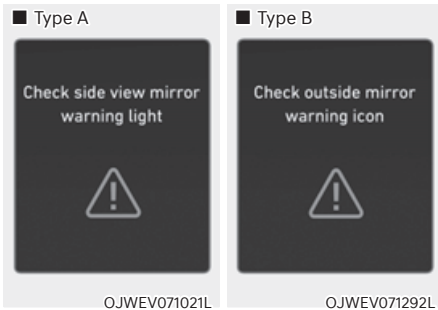 ■ Type A
Check side view mirror
warning light
OJWEV071021L
■ Type B
Check outside mirror
warning icon
OJWEV071292L